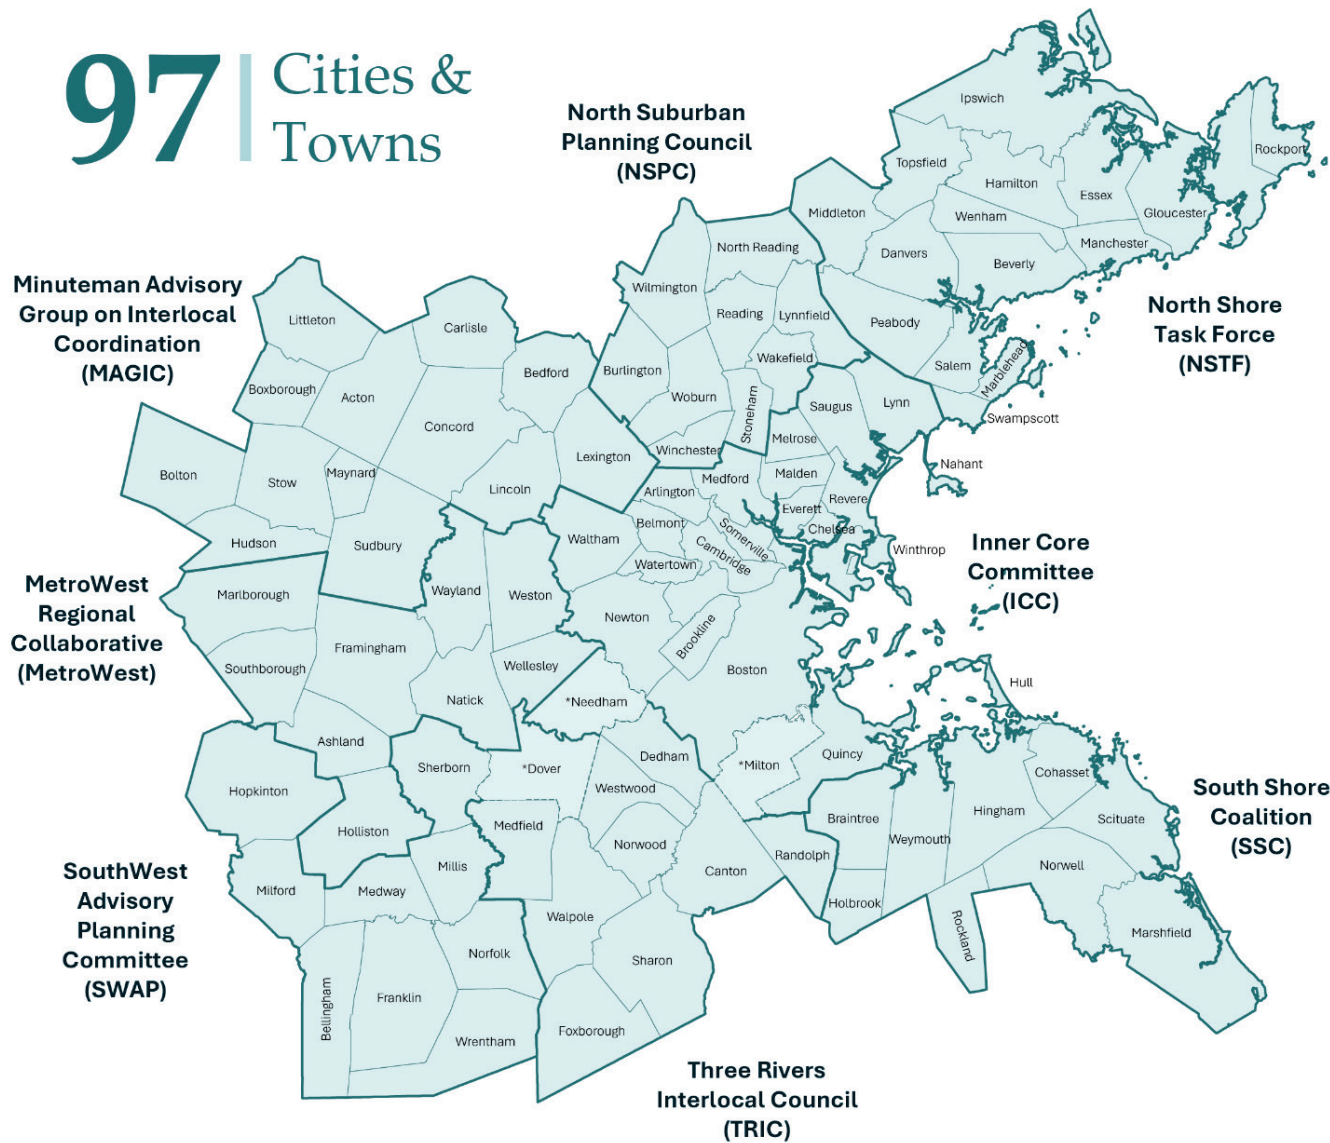 97
Cities &
Towns
North Suburban
Planning Council
(NSPC)
Minuteman Advisory
Group on Interlocal
Coordination
(MAGIC)
North Shore
Task Force
(NSTF)
MetroWest
Regional
Collaborative
(MetroWest)
Inner Core
Committee
(ICC)
South Shore
Coalition
(SSC)
SouthWest
Advisory
Planning
Committee
(SWAP)
Three Rivers
Interlocal Council
(TRIC)
Ipswich
Rockport
Topsfield
Hamilton
Essex
Gloucester
Middleton
Wenham
Manchester
Danvers
Beverly
North Reading
Wilmington
Reading
Lynnfield
Peabody
Salem
Marblehead
Swampscott
Wakefield
Burlington
Woburn
Stoneham
Winchester
Saugus
Lynn
Nahant
Melrose
Malden
Medford
Arlington
Revere
Everett
Chelsea
Winthrop
Somerville
Cambridge
Belmont
Watertown
Waltham
Newton
Brookline
Boston
Littleton
Carlisle
Bedford
Boxborough
Acton
Concord
Lexington
Lincoln
Bolton
Stow
Maynard
Hudson
Sudbury
Marlborough
Wayland
Weston
Southborough
Framingham
Wellesley
Natick
Ashland
Holliston
*Needham
Hopkinton
Sherborn
*Dover
Dedham
Westwood
*Milton
Quincy
Hull
Cohasset
Scituate
Hingham
Braintree
Weymouth
Norwell
Randolph
Holbrook
Rockland
Marshfield
Milford
Medway
Millis
Medfield
Norwood
Canton
Walpole
Norfolk
Sharon
Bellingham
Franklin
Wrentham
Foxborough